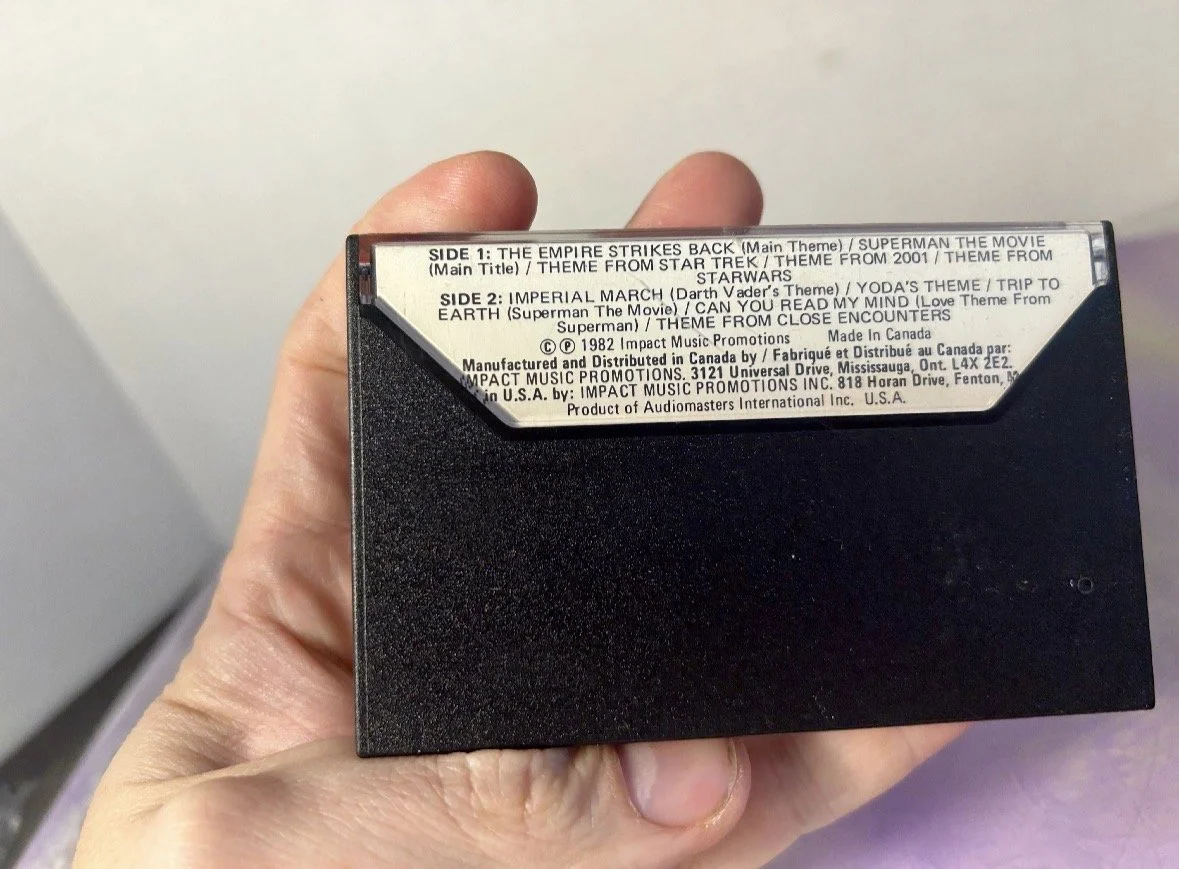 SIDE 1: THE EMPIRE STRIKES BACK (Main Theme) / SUPERMAN THE MOVIE
(Main Title) / THEME FROM STAR TREK / THEME FROM 2001 / THEME FROM
STARWARS
SIDE 2: IMPERIAL MARCH (Darth Vader's Theme) / YODA'S THEME / TRIP TO
EARTH (Superman The Movie) / CAN YOU READ MY MIND (Love Theme From
Superman) / THEME FROM CLOSE ENCOUNTERS
© ℗ 1982 Impact Music Promotions Made In Canada
Manufactured and Distributed in Canada by / Fabriqué et Distribué au Canada par:
IMPACT MUSIC PROMOTIONS. 3121 Universal Drive, Mississauga, Ont. L4X 2E2.
in U.S.A. by: IMPACT MUSIC PROMOTIONS INC. 818 Horan Drive, Fenton,
Product of Audiomasters International Inc. U.S.A.